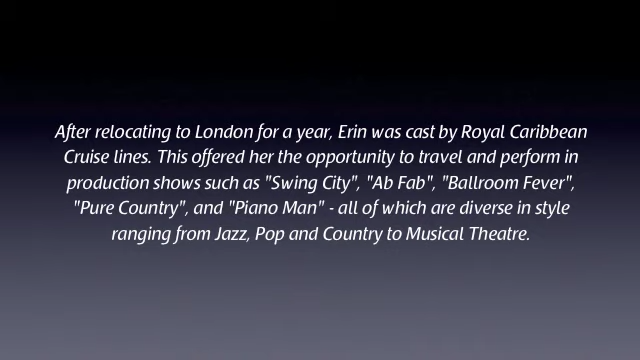 After relocating to London for a year, Erin was cast by Royal Caribbean
Cruise lines. This offered her the opportunity to travel and perform in
production shows such as "Swing City", "Ab Fab", "Ballroom Fever",
"Pure Country", and "Piano Man" - all of which are diverse in style
ranging from Jazz, Pop and Country to Musical Theatre.